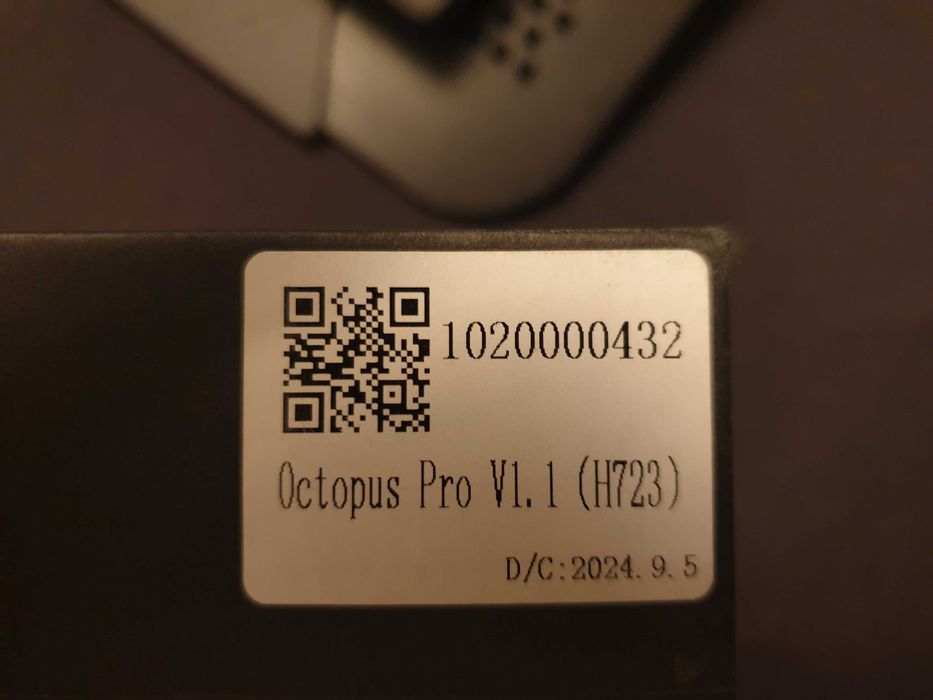 1020000432
Octopus Pro V1.1 (H723)
D/C:2024.9.5